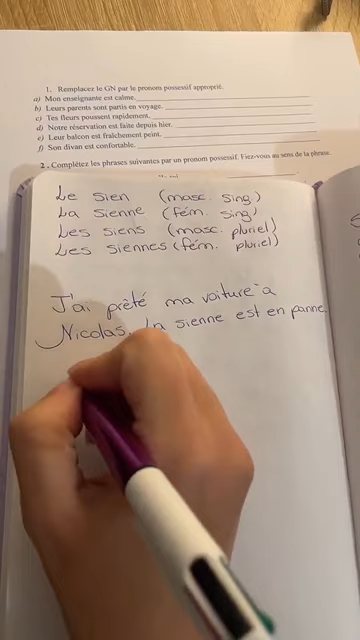 1. Remplacez le GN par le pronom possessif approprié.
a) Mon enseignante est calme.
b) Leurs parents sont partis en voyage.
c) Tes fleurs poussent rapidement.
d) Notre réservation est faite depuis hier.
e) Leur balcon est fraîchement peint.
f) Son divan est confortable.
2. Complétez les phrases suivantes par un pronom possessif. Fiez-vous au sens de la phrase.
Le sien (masc. sing)
La sienne (fém. sing)
Les siens (masc. pluriel)
Les siennes (fém. pluriel)
J'ai prêté ma voiture à
Nicolas. La sienne est en panne.